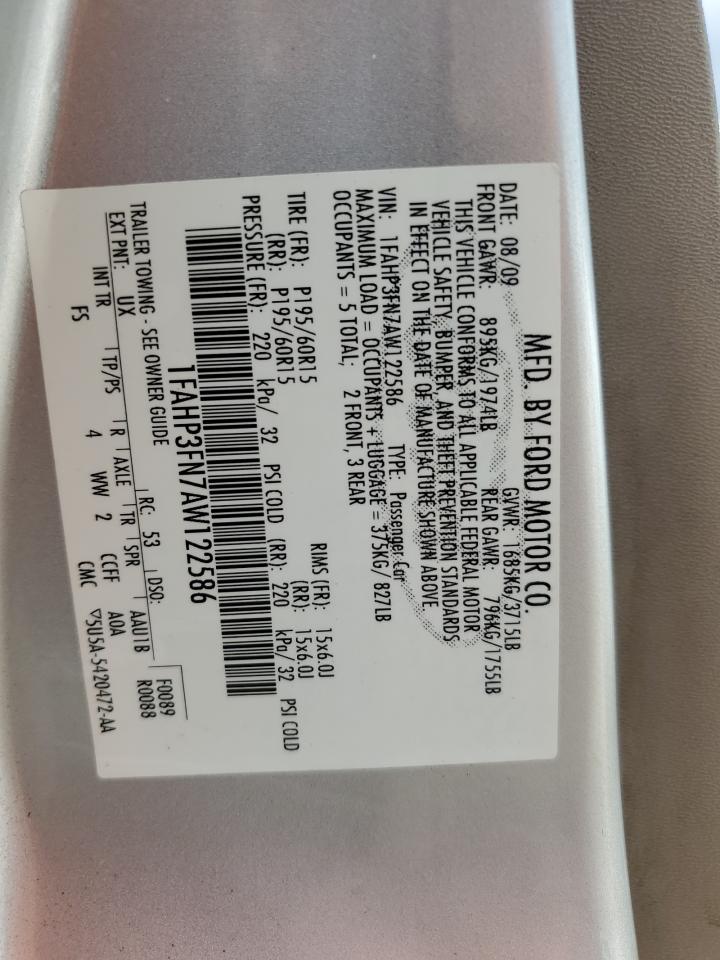 MFD. BY FORD MOTOR CO.
DATE: 08/09 GVWR: 1685KG/3715LB
FRONT GAWR: 895KG/1974LB REAR GAWR: 796KG/1755LB
THIS VEHICLE CONFORMS TO ALL APPLICABLE FEDERAL MOTOR
VEHICLE SAFETY, BUMPER, AND THEFT PREVENTION STANDARDS
IN EFFECT ON THE DATE OF MANUFACTURE SHOWN ABOVE.
VIN: 1FAHP3FN7AW122586 TYPE: Passenger Car
MAXIMUM LOAD = OCCUPANTS + LUGGAGE = 375KG/ 827LB
OCCUPANTS = 5 TOTAL; 2 FRONT, 3 REAR
TIRE (FR): P195/60R15 RIMS (FR): 15x6.0J
(RR): P195/60R15 (RR): 15x6.0J
PRESSURE (FR): 220 kPa/ 32 PSI COLD (RR): 220 kPa/ 32 PSI COLD
1FAHP3FN7AW122586
TRAILER TOWING - SEE OWNER GUIDE
EXT PNT: UX RC: 53 DSO: F0089
R0088
INT TR TP/PS R AXLE TR SPR AAU11B
FS 4 WW 2 CCFF A0A
CMC ▽5U5A-5420472-AA